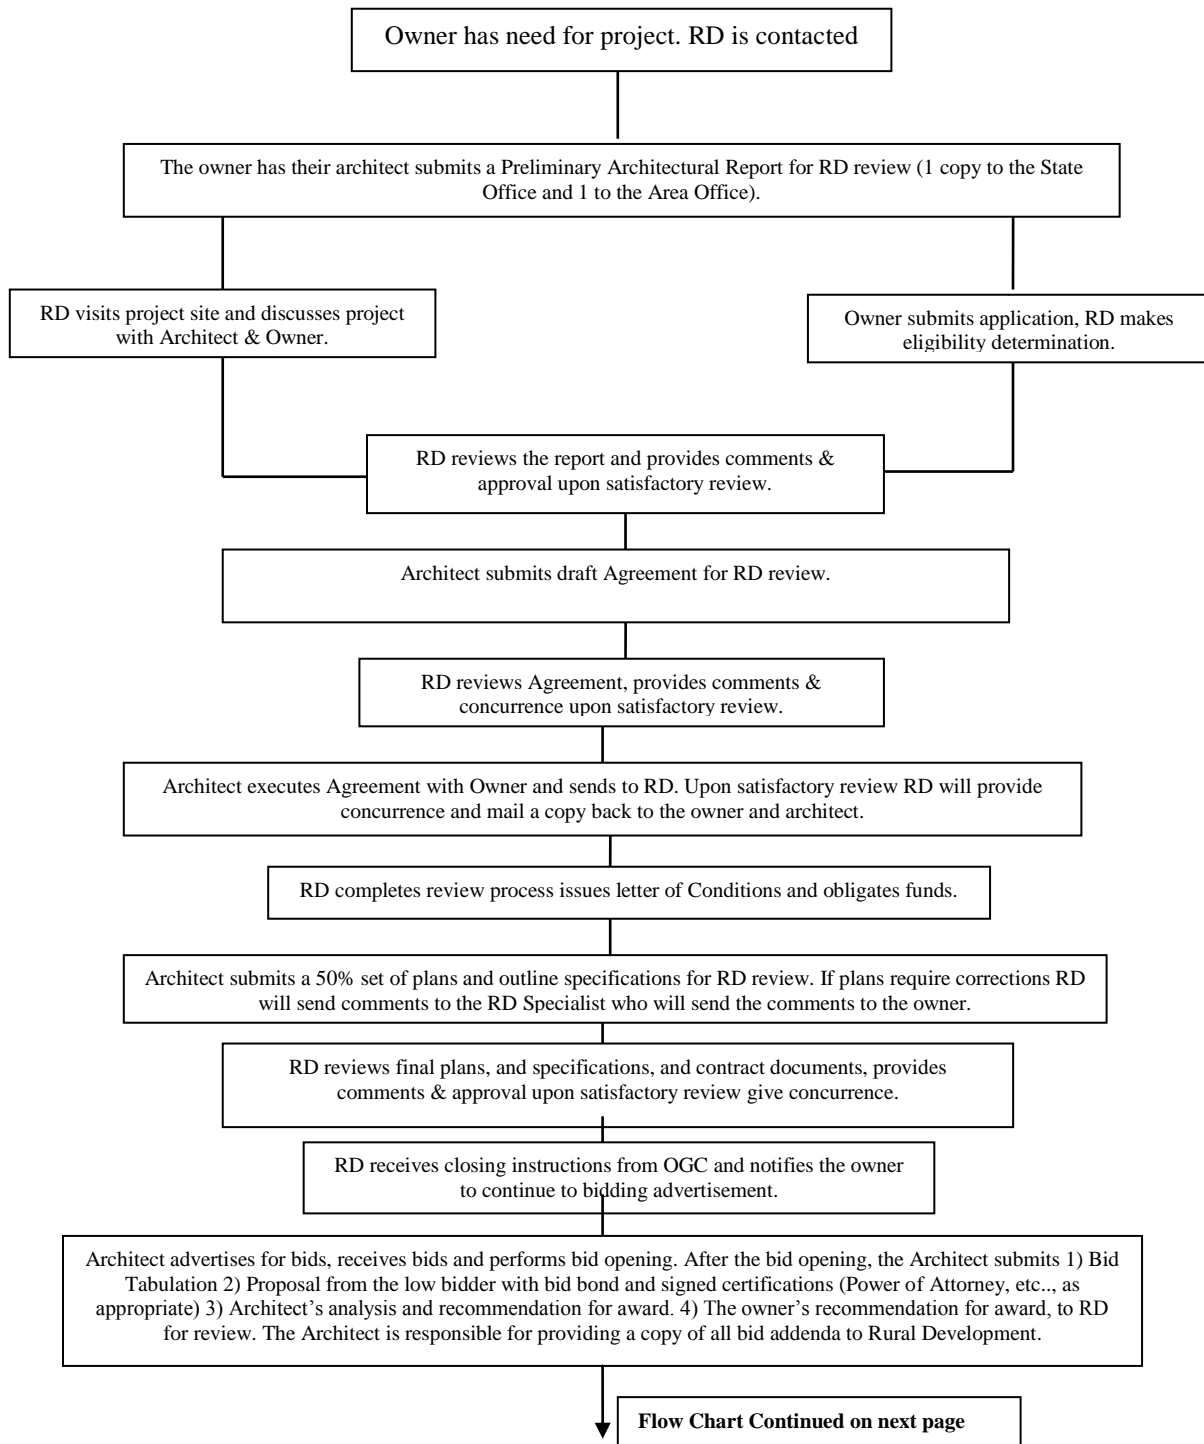 Owner has need for project. RD is contacted
The owner has their architect submits a Preliminary Architectural Report for RD review (1 copy to the State
Office and 1 to the Area Office).
RD visits project site and discusses project
with Architect & Owner.
Owner submits application, RD makes
eligibility determination.
RD reviews the report and provides comments &
approval upon satisfactory review.
Architect submits draft Agreement for RD review.
RD reviews Agreement, provides comments &
concurrence upon satisfactory review.
Architect executes Agreement with Owner and sends to RD. Upon satisfactory review RD will provide
concurrence and mail a copy back to the owner and architect.
RD completes review process issues letter of Conditions and obligates funds.
Architect submits a 50% set of plans and outline specifications for RD review. If plans require corrections RD
will send comments to the RD Specialist who will send the comments to the owner.
RD reviews final plans, and specifications, and contract documents, provides
comments & approval upon satisfactory review give concurrence.
RD receives closing instructions from OGC and notifies the owner
to continue to bidding advertisement.
Architect advertises for bids, receives bids and performs bid opening. After the bid opening, the Architect submits 1) Bid
Tabulation 2) Proposal from the low bidder with bid bond and signed certifications (Power of Attorney, etc.., as
appropriate) 3) Architect's analysis and recommendation for award. 4) The owner's recommendation for award, to RD
for review. The Architect is responsible for providing a copy of all bid addenda to Rural Development.
Flow Chart Continued on next page